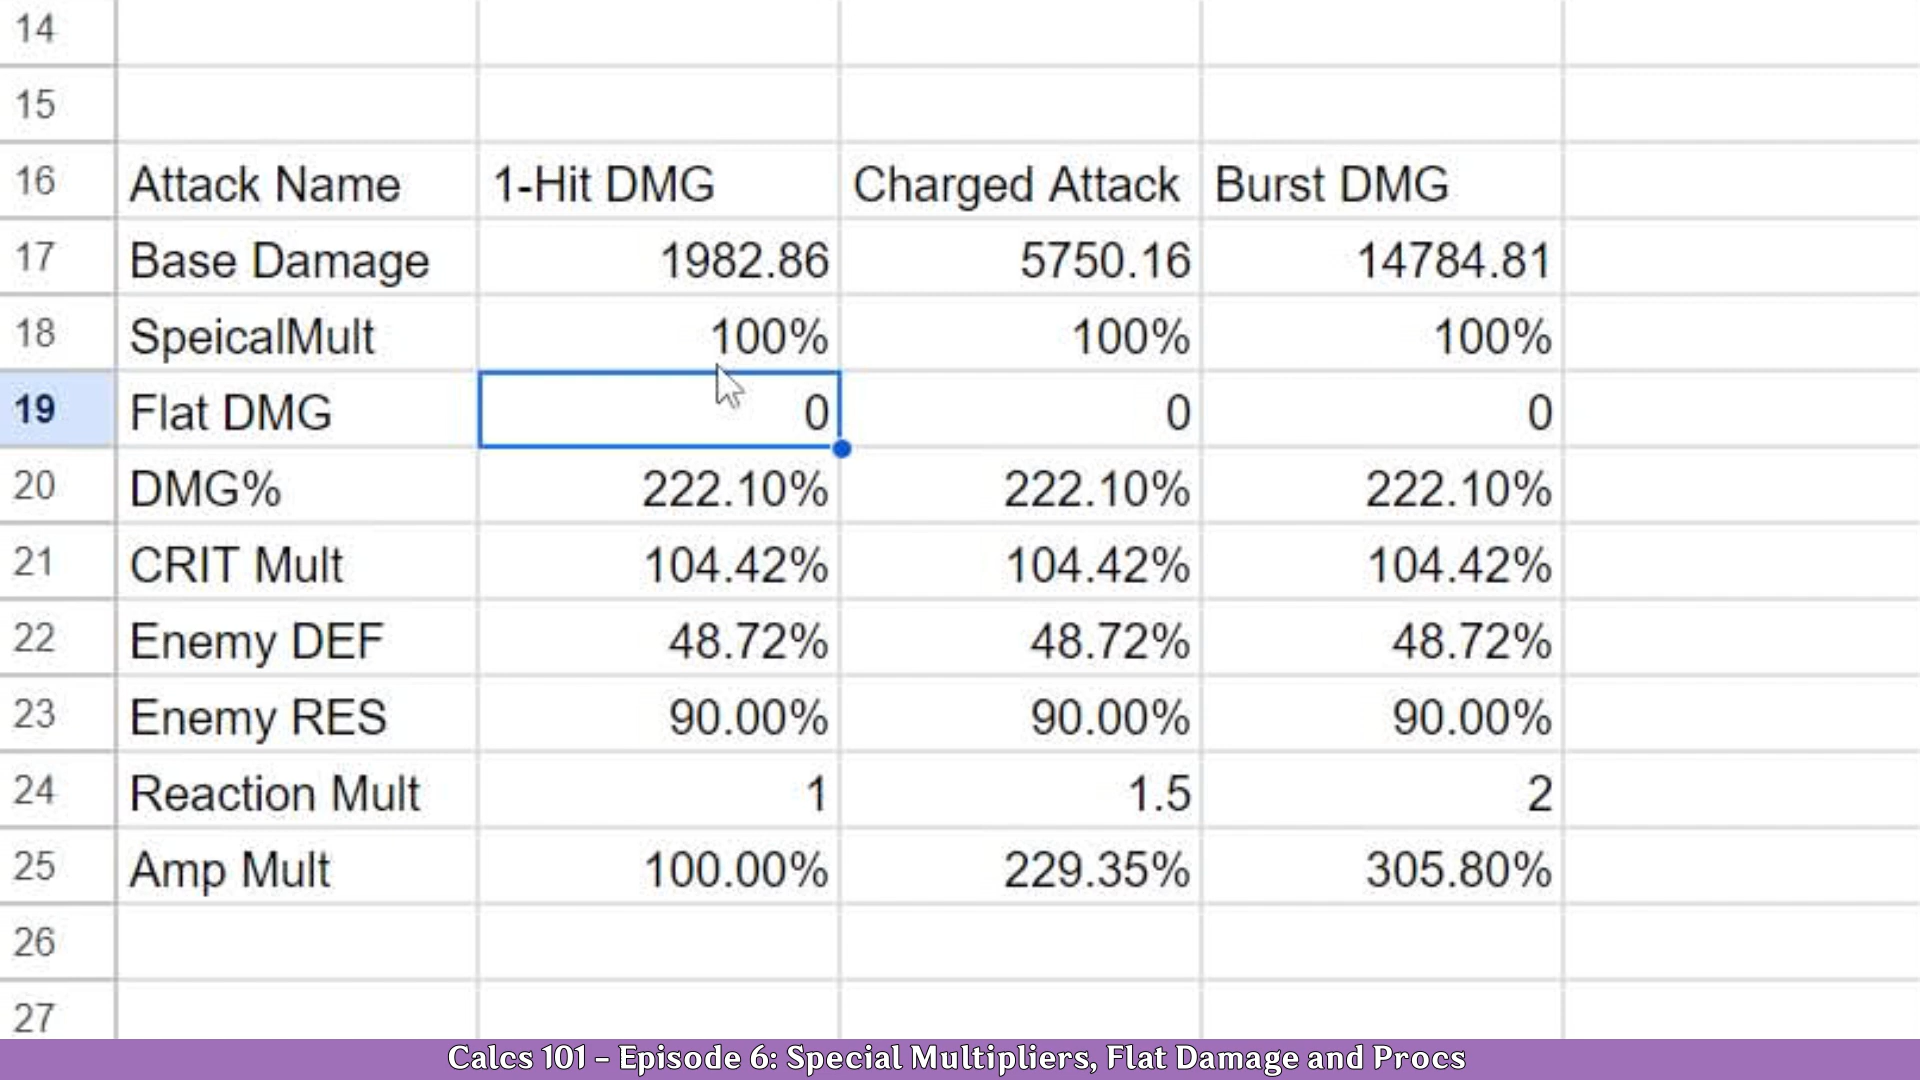 14
15
16 Attack Name 1-Hit DMG Charged Attack Burst DMG
17 Base Damage 1982.86 5750.16 14784.81
18 SpeicalMult 100% 100% 100%
19 Flat DMG 0 0 0
20 DMG% 222.10% 222.10% 222.10%
21 CRIT Mult 104.42% 104.42% 104.42%
22 Enemy DEF 48.72% 48.72% 48.72%
23 Enemy RES 90.00% 90.00% 90.00%
24 Reaction Mult 1 1.5 2
25 Amp Mult 100.00% 229.35% 305.80%
26
27
Calcs 101 - Episode 6: Special Multipliers, Flat Damage and Procs